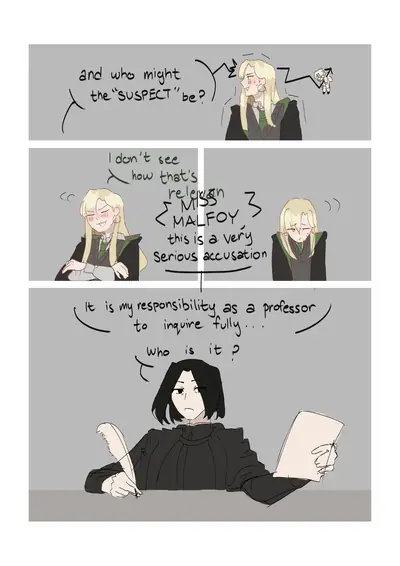 and who might
the "SUSPECT" be?
I don't see
how that's
relevan
MISS
MALFOY,
this is a very
serious accusation
It is my responsibility as a professor
to inquire fully...
Who is it?